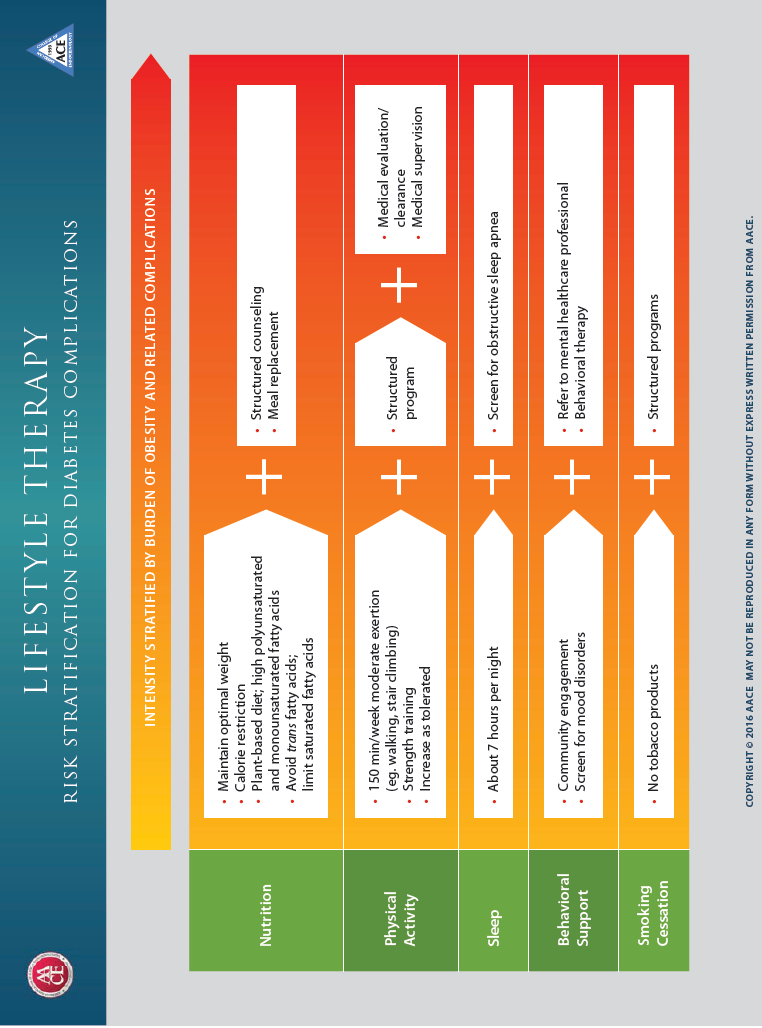 LIFESTYLE THERAPY
RISK STRATIFICATION FOR DIABETES COMPLICATIONS
AACE
ACE
INTENSITY STRATIFIED BY BURDEN OF OBESITY AND RELATED COMPLICATIONS
Nutrition
• Maintain optimal weight
• Calorie restriction
• Plant-based diet; high polyunsaturated
and monounsaturated fatty acids
• Avoid trans fatty acids;
limit saturated fatty acids
+
• Structured counseling
• Meal replacement
Physical
Activity
• 150 min/week moderate exertion
(eg. walking, stair climbing)
• Strength training
• Increase as tolerated
+
• Structured
program
+
• Medical evaluation/
clearance
• Medical supervision
Sleep
• About 7 hours per night
+
• Screen for obstructive sleep apnea
Behavioral
Support
• Community engagement
• Screen for mood disorders
+
• Refer to mental healthcare professional
• Behavioral therapy
Smoking
Cessation
• No tobacco products
+
• Structured programs
COPYRIGHT © 2016 AACE MAY NOT BE REPRODUCED IN ANY FORM WITHOUT EXPRESS WRITTEN PERMISSION FROM AACE.